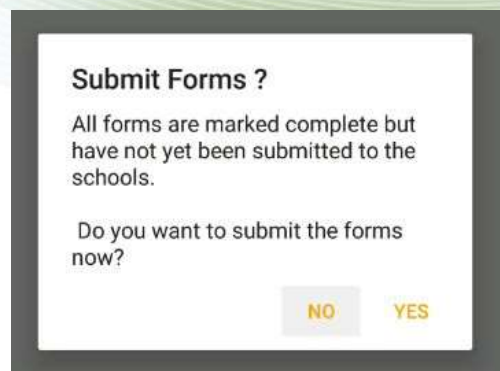 Submit Forms ?
All forms are marked complete but
have not yet been submitted to the
schools.
Do you want to submit the forms
now?
NO YES